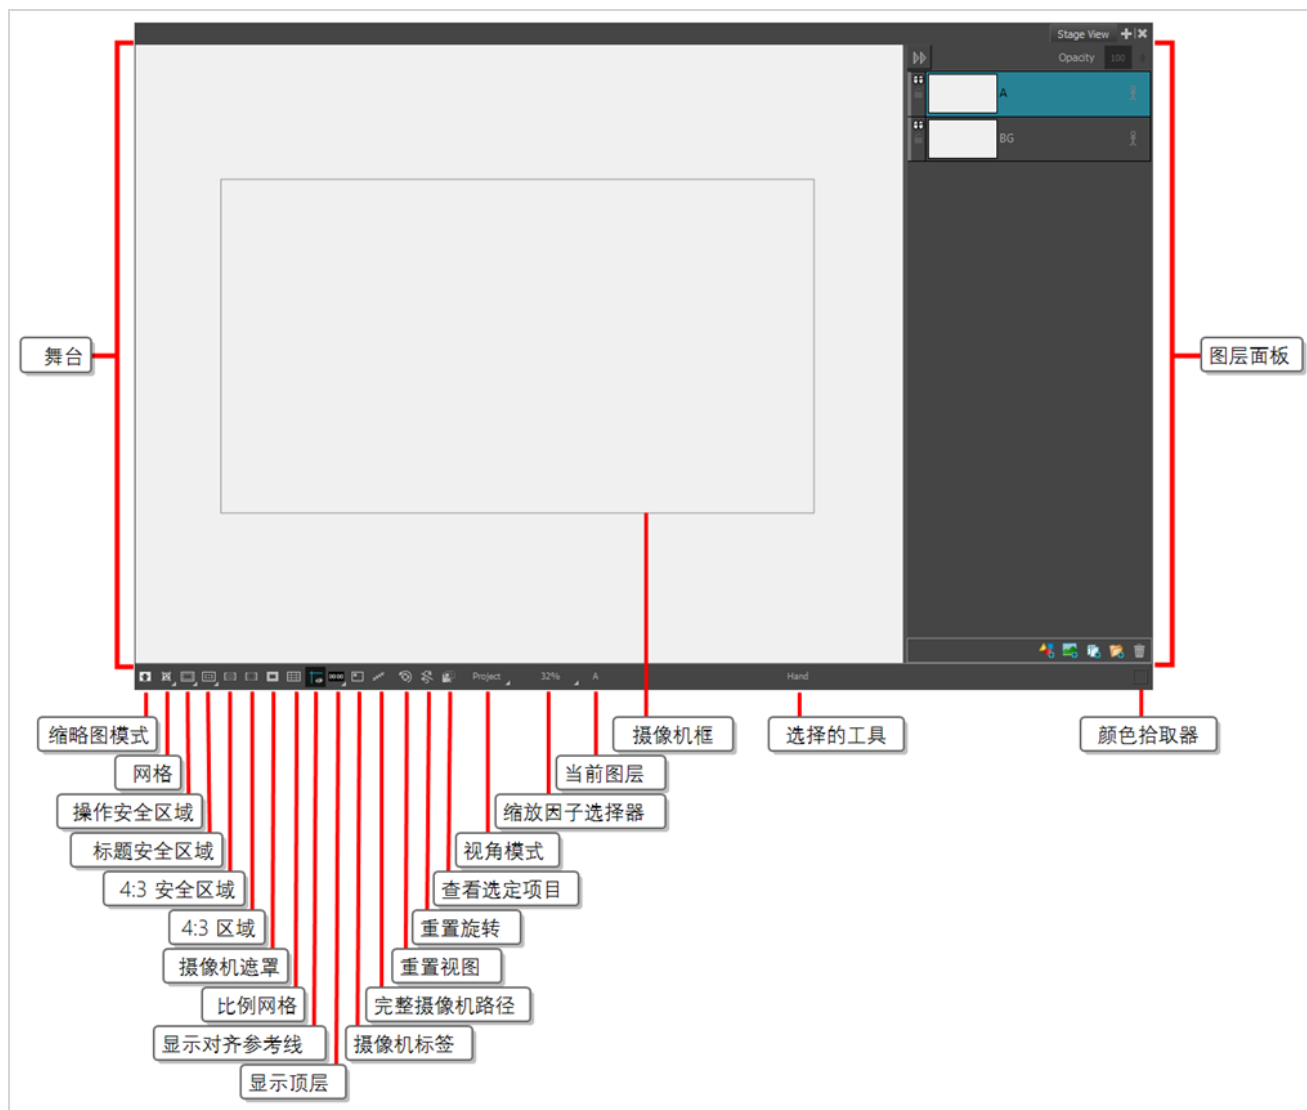 Stage View
Opacity 100
A
BG
舞台
图层面板
00:00
Project
32%
A
Hand
缩略图模式
摄像机框
选择的工具
颜色拾取器
网格
当前图层
操作安全区域
缩放因子选择器
标题安全区域
视角模式
4:3 安全区域
查看选定项目
4:3 区域
重置旋转
摄像机遮罩
重置视图
比例网格
完整摄像机路径
显示对齐参考线
摄像机标签
显示顶层